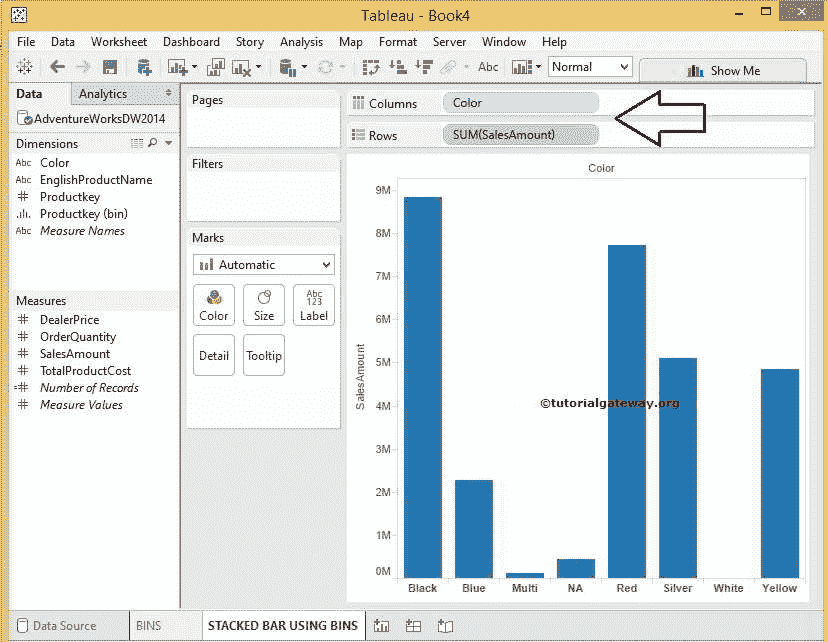 Tableau - Book4
File Data Worksheet Dashboard Story Analysis Map Format Server Window Help
Abc Normal Show Me
Data Analytics
AdventureWorksDW2014
Dimensions
Abc Color
Abc EnglishProductName
# Productkey
Productkey (bin)
Abc Measure Names
Measures
# DealerPrice
# OrderQuantity
# SalesAmount
# TotalProductCost
=# Number of Records
# Measure Values
Pages
Filters
Marks
Automatic
Color Size Abc 123 Label
Detail Tooltip
Columns Color
Rows SUM(SalesAmount)
Color
SalesAmount
9M
8M
7M
6M
5M
4M
3M
2M
1M
0M
©tutorialgateway.org
Black Blue Multi NA Red Silver White Yellow
Data Source BINS STACKED BAR USING BINS